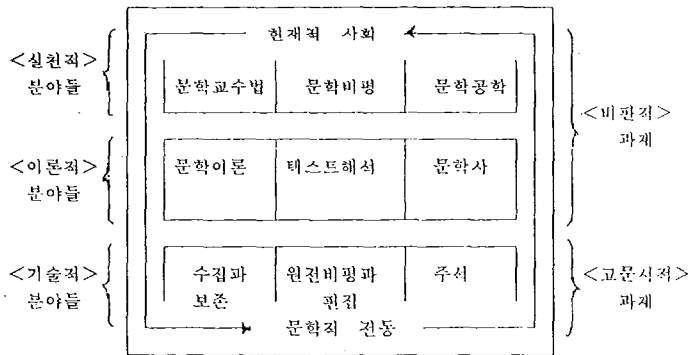 현재적 사회
<실천적>
분야들
문학교수법 문학비평 문학공학
<비판적>
과제
<이론적>
분야들
문학이론 텍스트해석 문학사
<기술적>
분야들
수집과
보존
원전비평과
편집
주석
<고문서적>
과제
문학적 전통